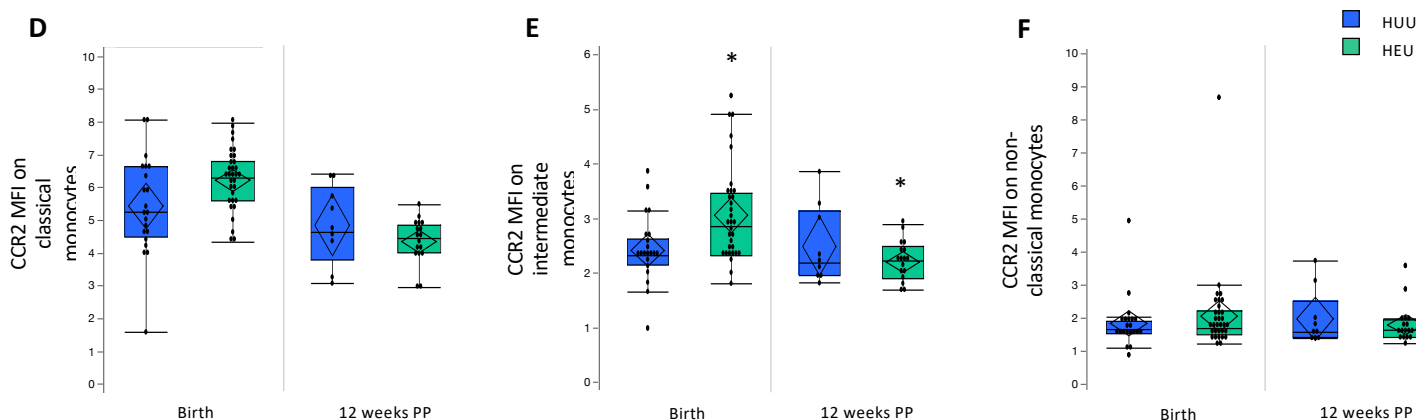 D
E
F
HUU
HEU
CCR2 MFI on
classical
monocytes
10
9
8
7
6
5
4
3
2
1
0
Birth
12 weeks PP
CCR2 MFI on
intermediate
monocytes
6
5
4
3
2
1
0
*
*
Birth
12 weeks PP
CCR2 MFI on non-
classical monocytes
10
9
8
7
6
5
4
3
2
1
0
Birth
12 weeks PP